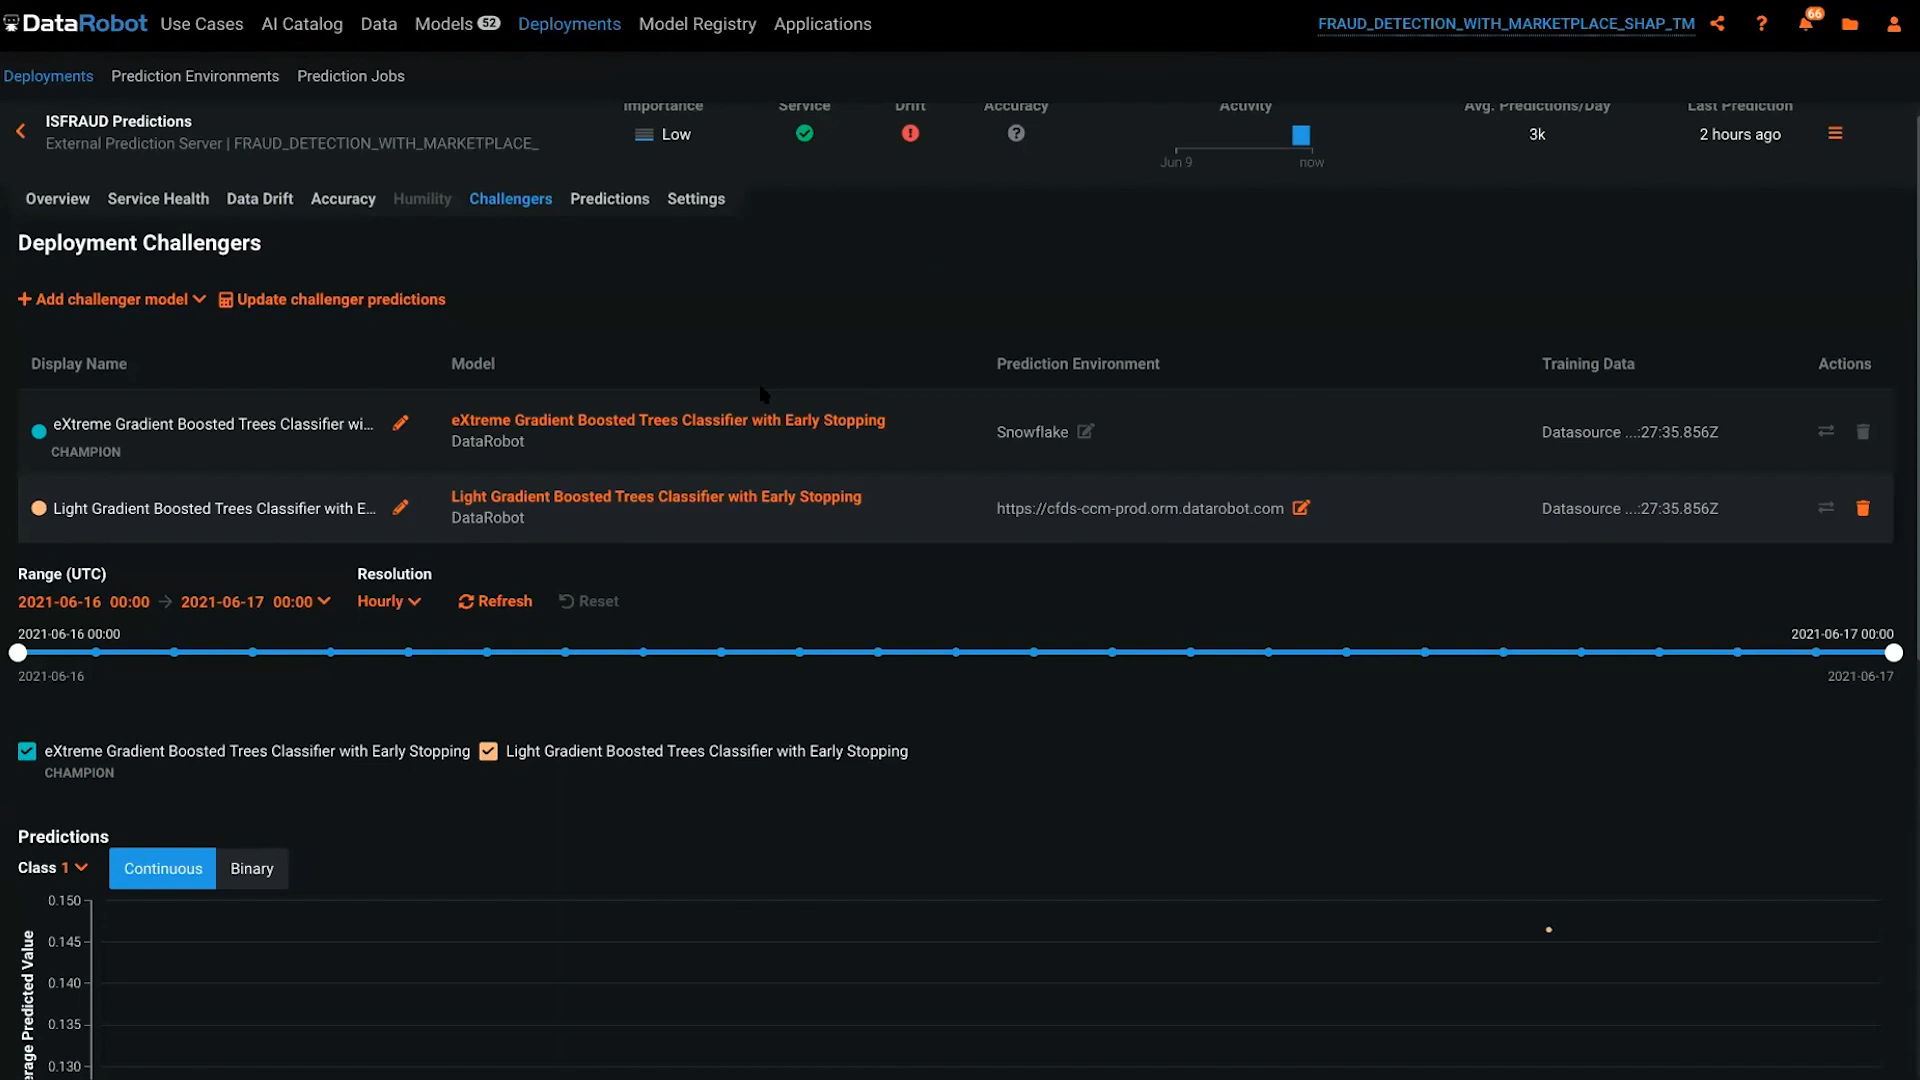 DataRobot Use Cases AI Catalog Data Models 52 Deployments Model Registry Applications FRAUD_DETECTION_WITH_MARKETPLACE_SHAP_TM ? 66
Deployments Prediction Environments Prediction Jobs
Importance Service Drift Accuracy Activity Avg. Predictions/Day Last Prediction
ISFRAUD Predictions
External Prediction Server | FRAUD_DETECTION_WITH_MARKETPLACE_
Low ! ? 3k 2 hours ago
Jun 9 now
Overview Service Health Data Drift Accuracy Humility Challengers Predictions Settings
Deployment Challengers
+ Add challenger model Update challenger predictions
Display Name Model Prediction Environment Training Data Actions
eXtreme Gradient Boosted Trees Classifier wi... eXtreme Gradient Boosted Trees Classifier with Early Stopping
CHAMPION DataRobot Snowflake Datasource ...:27:35.856Z
Light Gradient Boosted Trees Classifier with E... Light Gradient Boosted Trees Classifier with Early Stopping
DataRobot https://cfds-ccm-prod.orm.datarobot.com Datasource ...:27:35.856Z
Range (UTC) Resolution
2021-06-16 00:00 → 2021-06-17 00:00 Hourly Refresh Reset
2021-06-16 00:00 2021-06-17 00:00
2021-06-16 2021-06-17
eXtreme Gradient Boosted Trees Classifier with Early Stopping Light Gradient Boosted Trees Classifier with Early Stopping
CHAMPION
Predictions
Class 1 Continuous Binary
0.150
0.145
0.140
0.135
0.130
Predicted Value